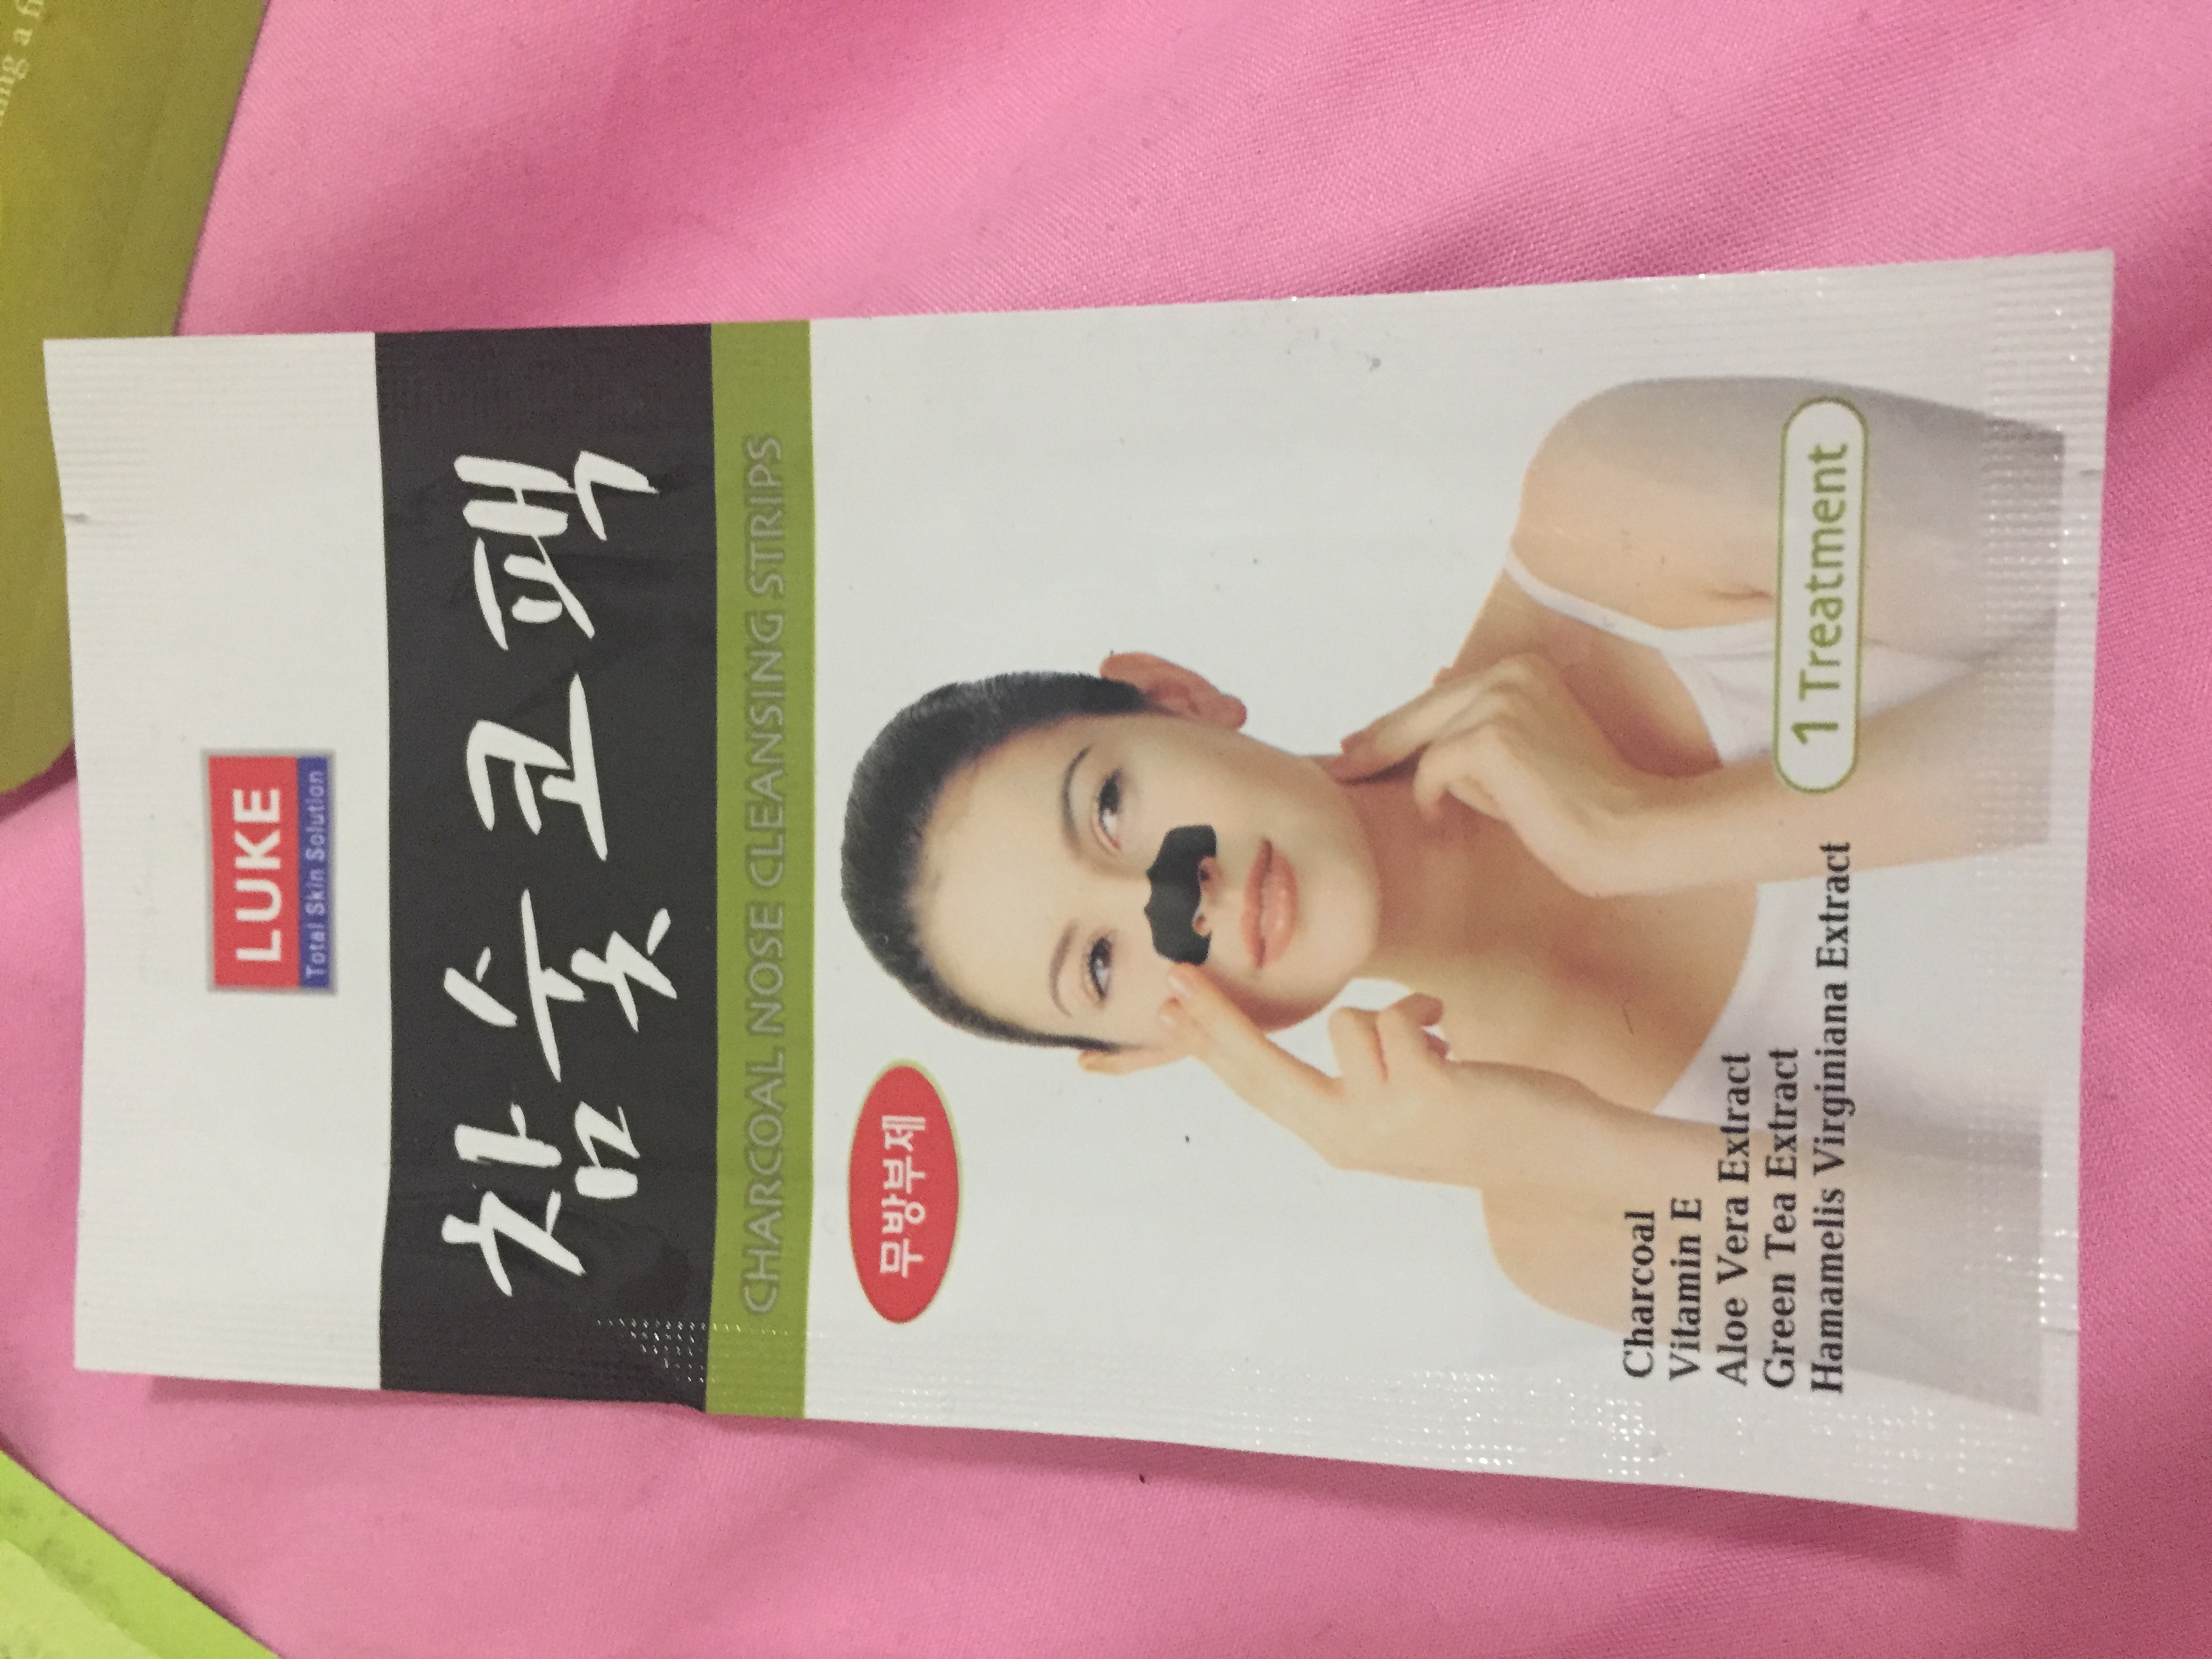 LUKE
Total Skin Solution
참숯코팩
CHARCOAL NOSE CLEANSING STRIPS
무방부제
Charcoal
Vitamin E
Aloe Vera Extract
Green Tea Extract
Hamamelis Virginiana Extract
1 Treatment